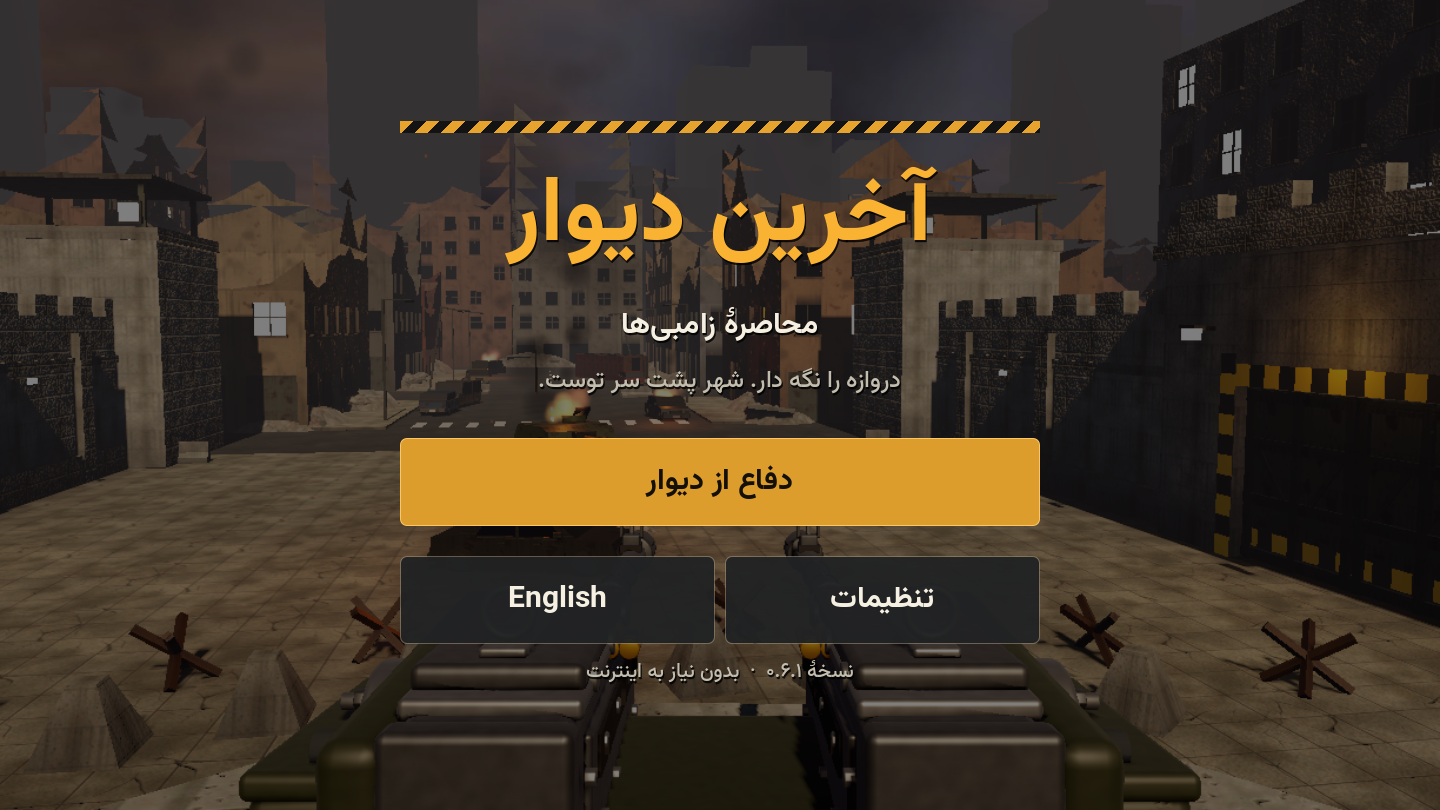 آخرین دیوار
محاصرهٔ زامبی‌ها
دروازه را نگه دار. شهر پشت سر توست.
دفاع از دیوار
تنظیمات
English
نسخهٔ ۰.۶.۱ · بدون نیاز به اینترنت